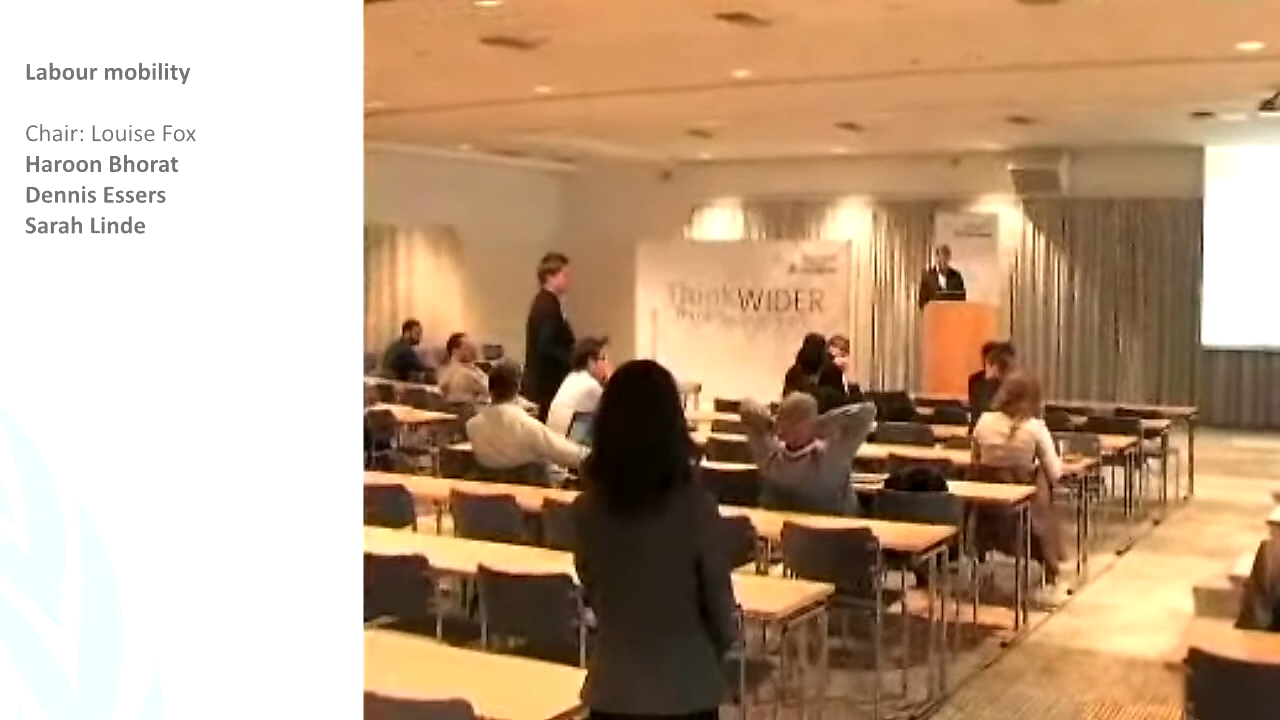 Labour mobility
Chair: Louise Fox
Haroon Bhorat
Dennis Essers
Sarah Linde
ThinkWIDER